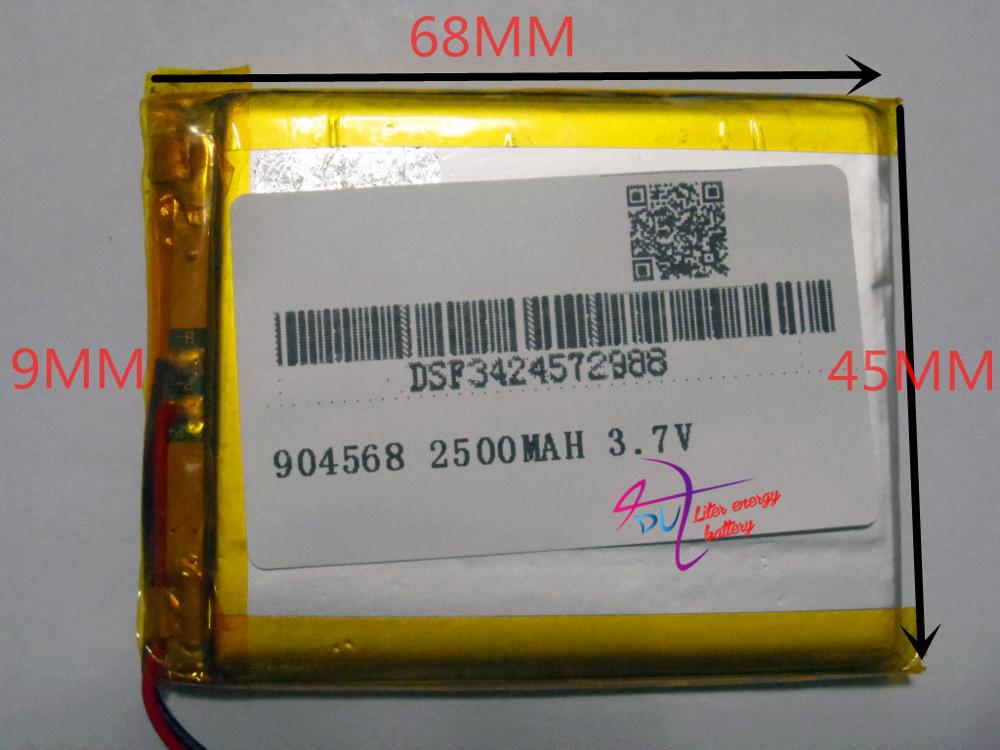 68MM
DSF3424572988
9MM
45MM
904568 2500MAH 3.7V
Liter energy
battery